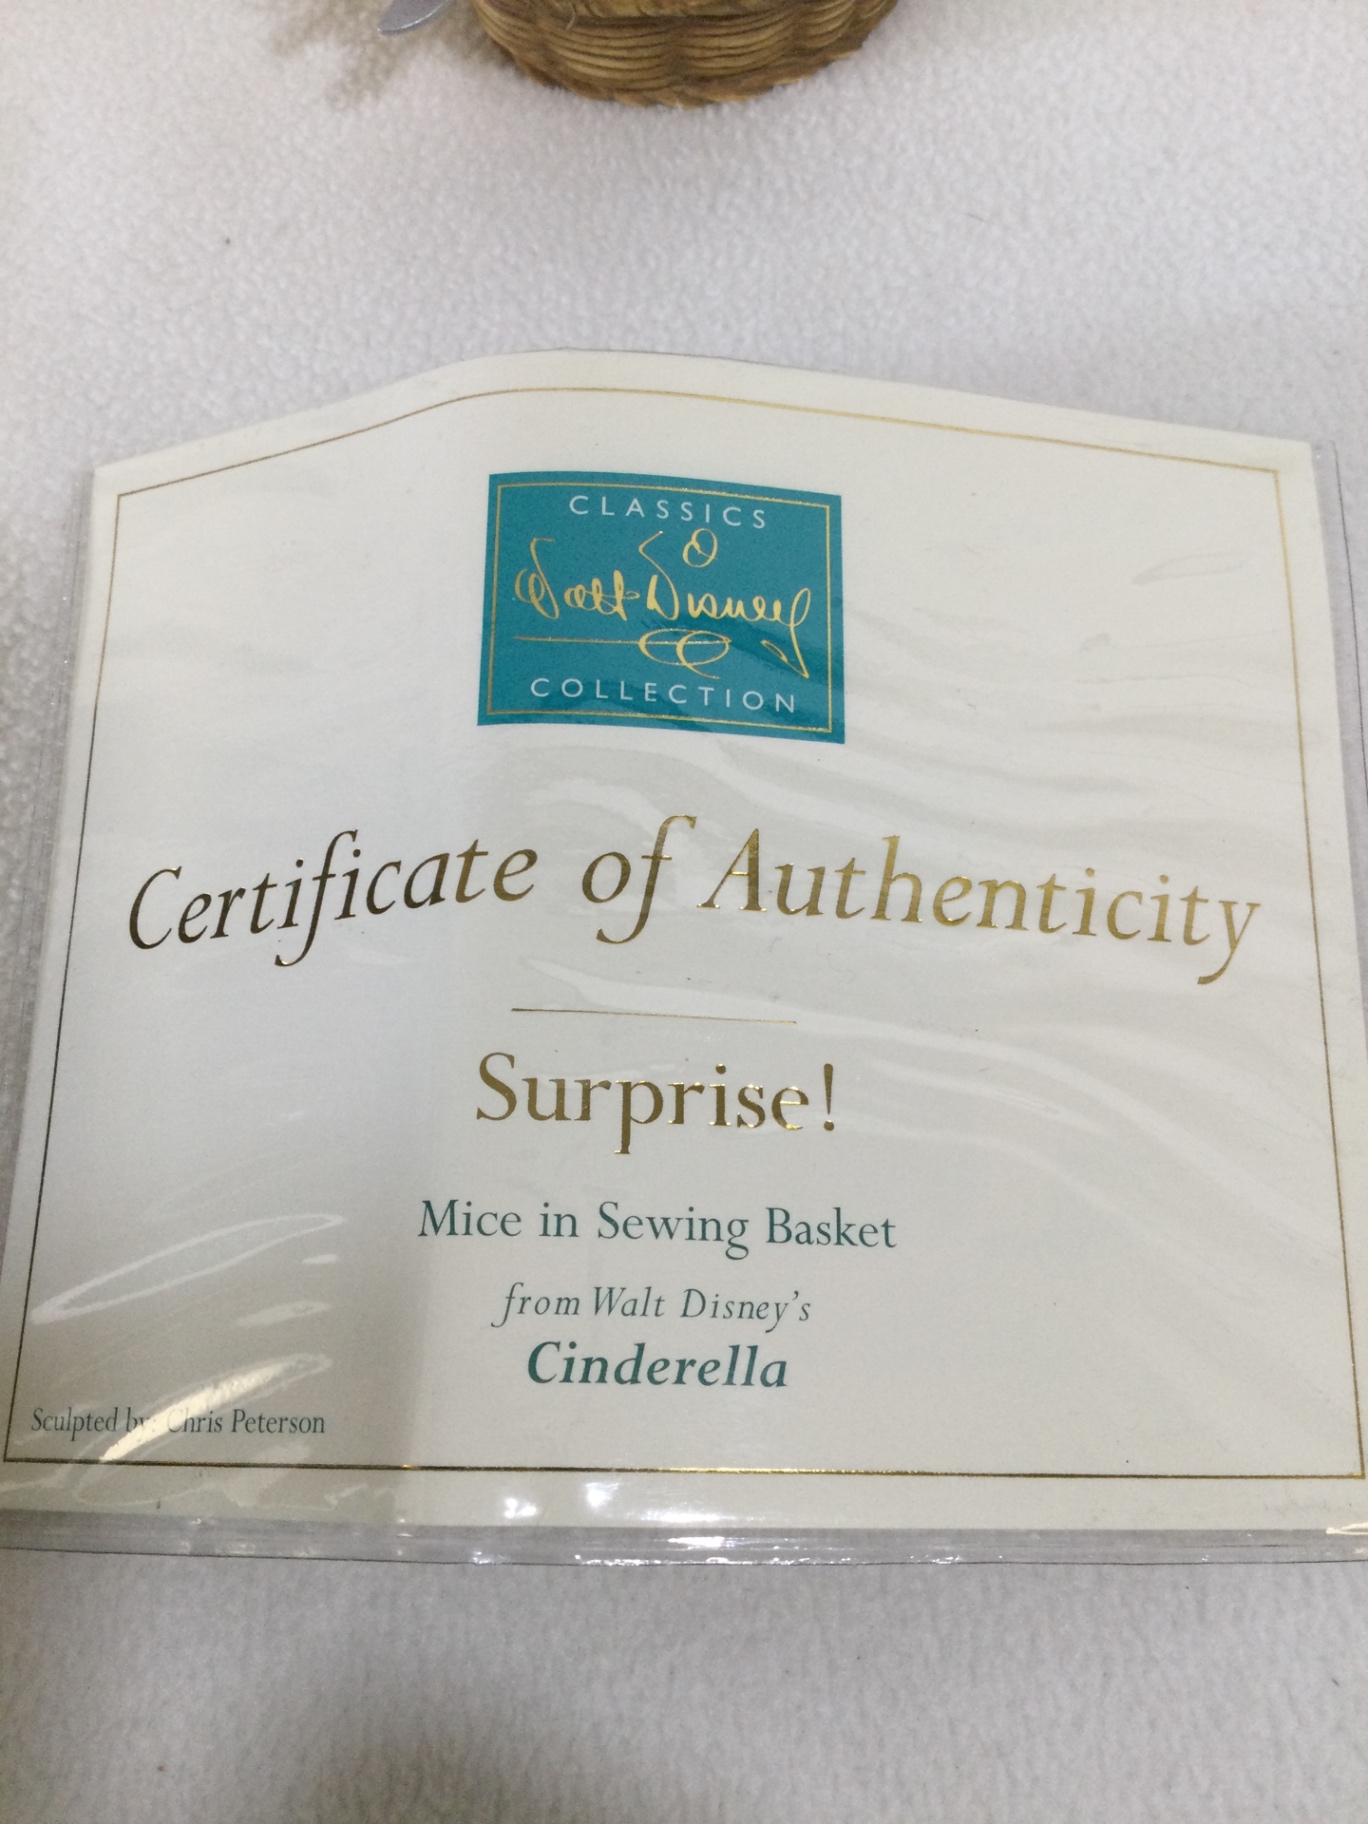 CLASSICS
Walt Disney
COLLECTION
Certificate of Authenticity
Surprise!
Mice in Sewing Basket
from Walt Disney's
Cinderella
Sculpted by: Chris Peterson